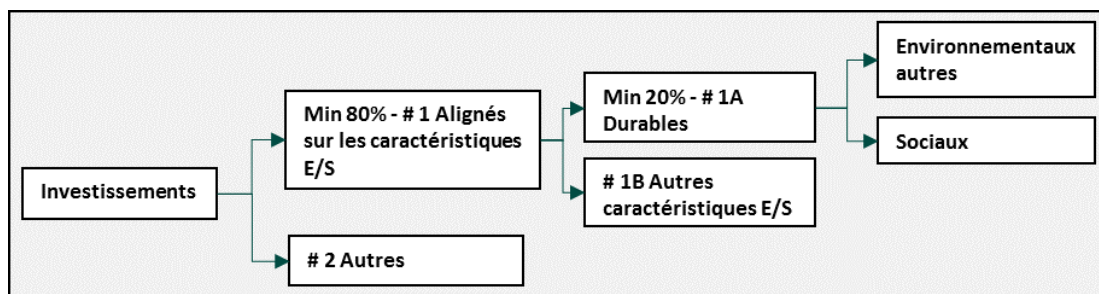 Investissements
Min 80% - # 1 Alignés
sur les caractéristiques
E/S
# 2 Autres
Min 20% - # 1A
Durables
# 1B Autres
caractéristiques E/S
Environnementaux
autres
Sociaux